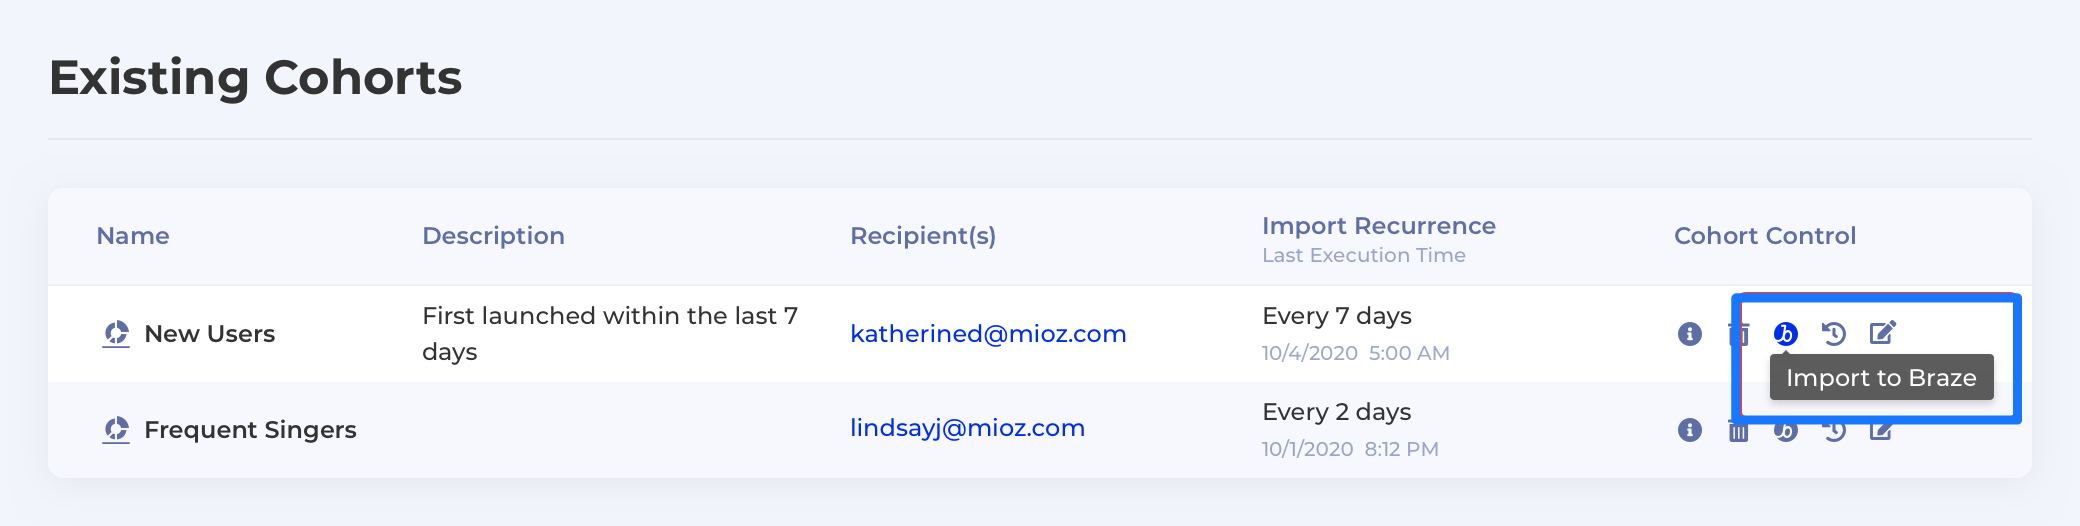 Existing Cohorts
Name Description Recipient(s) Import Recurrence Cohort Control
Last Execution Time
New Users First launched within the last 7 days katherined@mioz.com Every 7 days
10/4/2020 5:00 AM
Import to Braze
Frequent Singers lindsayj@mioz.com Every 2 days
10/1/2020 8:12 PM